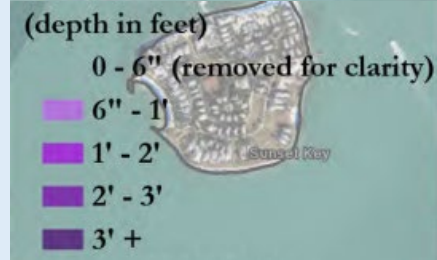 (depth in feet)
0 - 6" (removed for clarity)
6" - 1'
1' - 2'
Sunset Key
2' - 3'
3' +